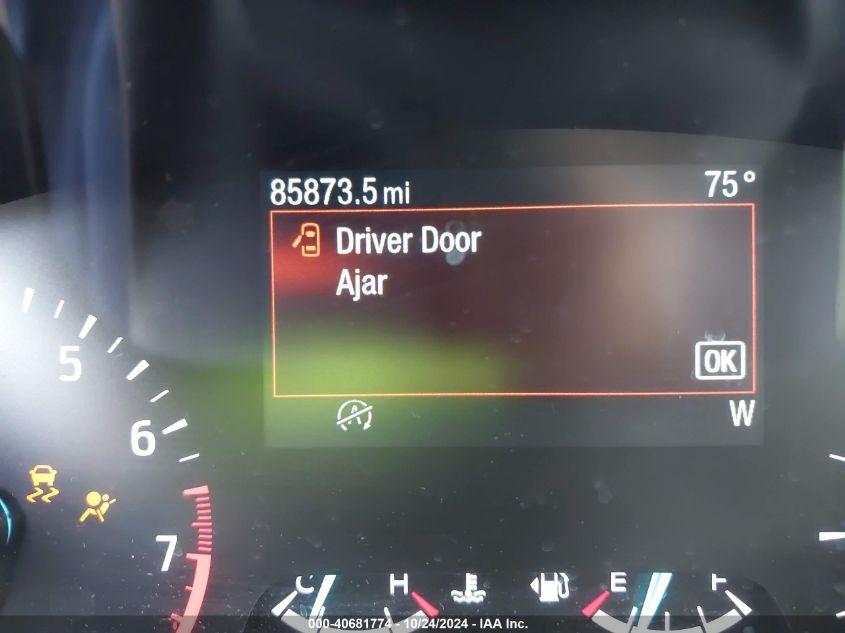 85873.5 mi 75°
Driver Door
Ajar
OK
A
W
5
6
7
C H E F
000-40681774 - 10/24/2024 - IAA Inc.